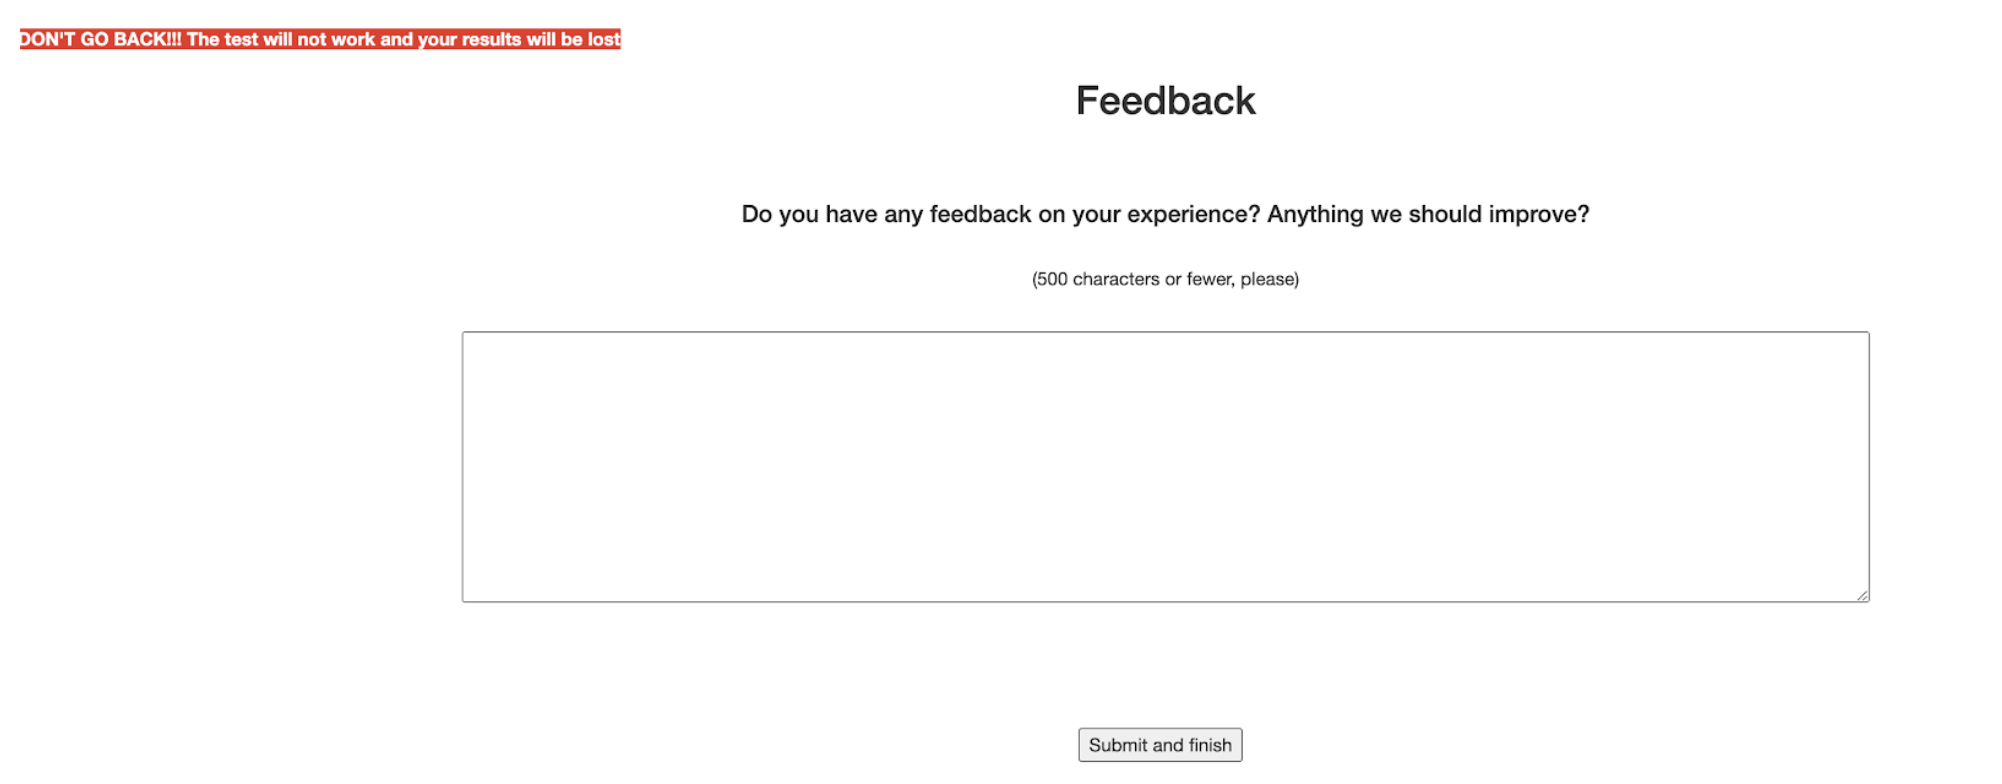 DON'T GO BACK!!! The test will not work and your results will be lost
Feedback
Do you have any feedback on your experience? Anything we should improve?
(500 characters or fewer, please)
Submit and finish